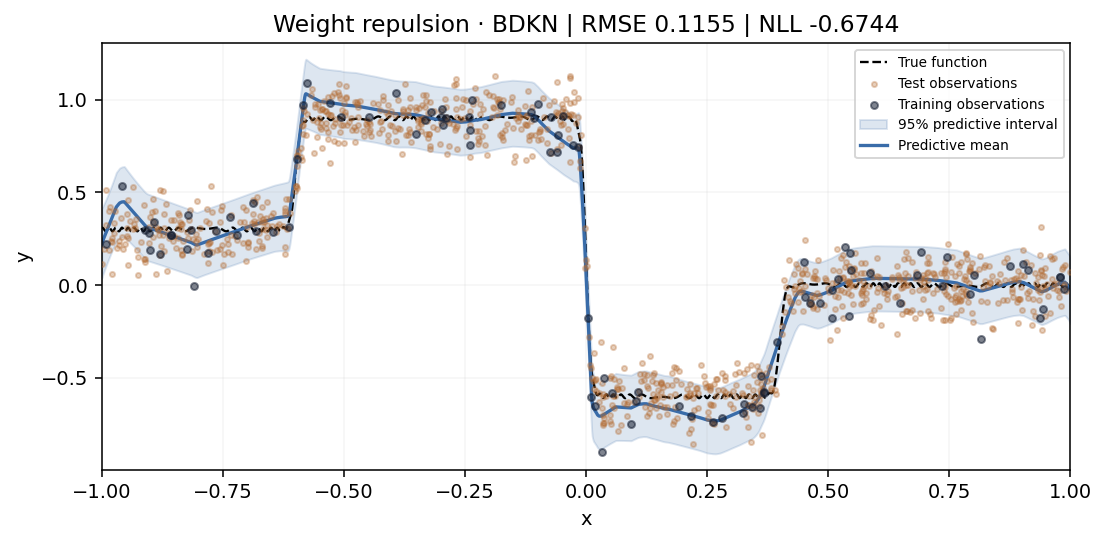 Weight repulsion · BDKN | RMSE 0.1155 | NLL -0.6744
True function
Test observations
Training observations
95% predictive interval
Predictive mean
y
1.0
0.5
0.0
−0.5
−1.00
−0.75
−0.50
−0.25
0.00
0.25
0.50
0.75
1.00
x